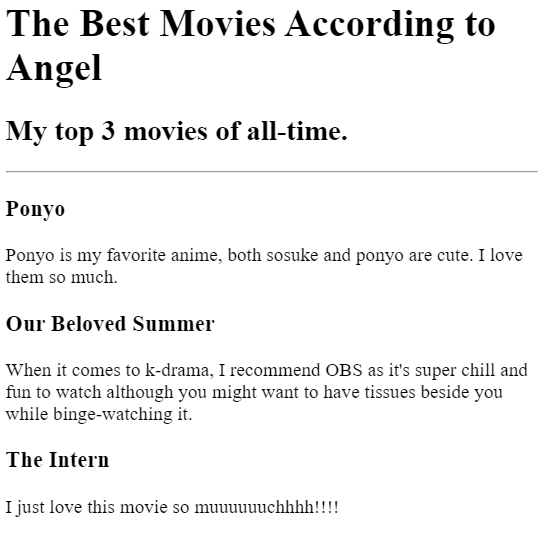 The Best Movies According to
Angel
My top 3 movies of all-time.
Ponyo
Ponyo is my favorite anime, both sosuke and ponyo are cute. I love
them so much.
Our Beloved Summer
When it comes to k-drama, I recommend OBS as it's super chill and
fun to watch although you might want to have tissues beside you
while binge-watching it.
The Intern
I just love this movie so muuuuuuchhhh!!!!